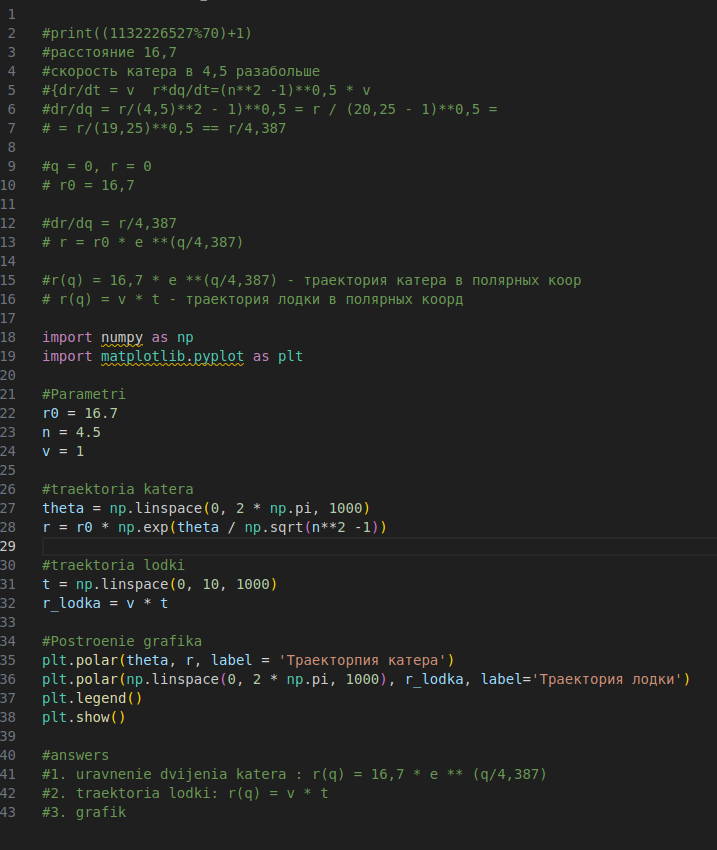 1
2 #print((1132226527%70)+1)
3 #расстояние 16,7
4 #скорость катера в 4,5 разабольше
5 #{dr/dt = v  r*dq/dt=(n**2 -1)**0,5 * v
6 #dr/dq = r/(4,5)**2 - 1)**0,5 = r / (20,25 - 1)**0,5 =
7 # = r/(19,25)**0,5 == r/4,387
8
9 #q = 0, r = 0
10 # r0 = 16,7
11
12 #dr/dq = r/4,387
13 # r = r0 * e **(q/4,387)
14
15 #r(q) = 16,7 * e **(q/4,387) - траектория катера в полярных коор
16 # r(q) = v * t - траектория лодки в полярных коорд
17
18 import numpy as np
19 import matplotlib.pyplot as plt
20
21 #Parametri
22 r0 = 16.7
23 n = 4.5
24 v = 1
25
26 #traektoria katera
27 theta = np.linspace(0, 2 * np.pi, 1000)
28 r = r0 * np.exp(theta / np.sqrt(n**2 -1))
29
30 #traektoria lodki
31 t = np.linspace(0, 10, 1000)
32 r_lodka = v * t
33
34 #Postroenie grafika
35 plt.polar(theta, r, label = 'Траекторпия катера')
36 plt.polar(np.linspace(0, 2 * np.pi, 1000), r_lodka, label='Траектория лодки')
37 plt.legend()
38 plt.show()
39
40 #answers
41 #1. uravnenie dvijenia katera : r(q) = 16,7 * e ** (q/4,387)
42 #2. traektoria lodki: r(q) = v * t
43 #3. grafik